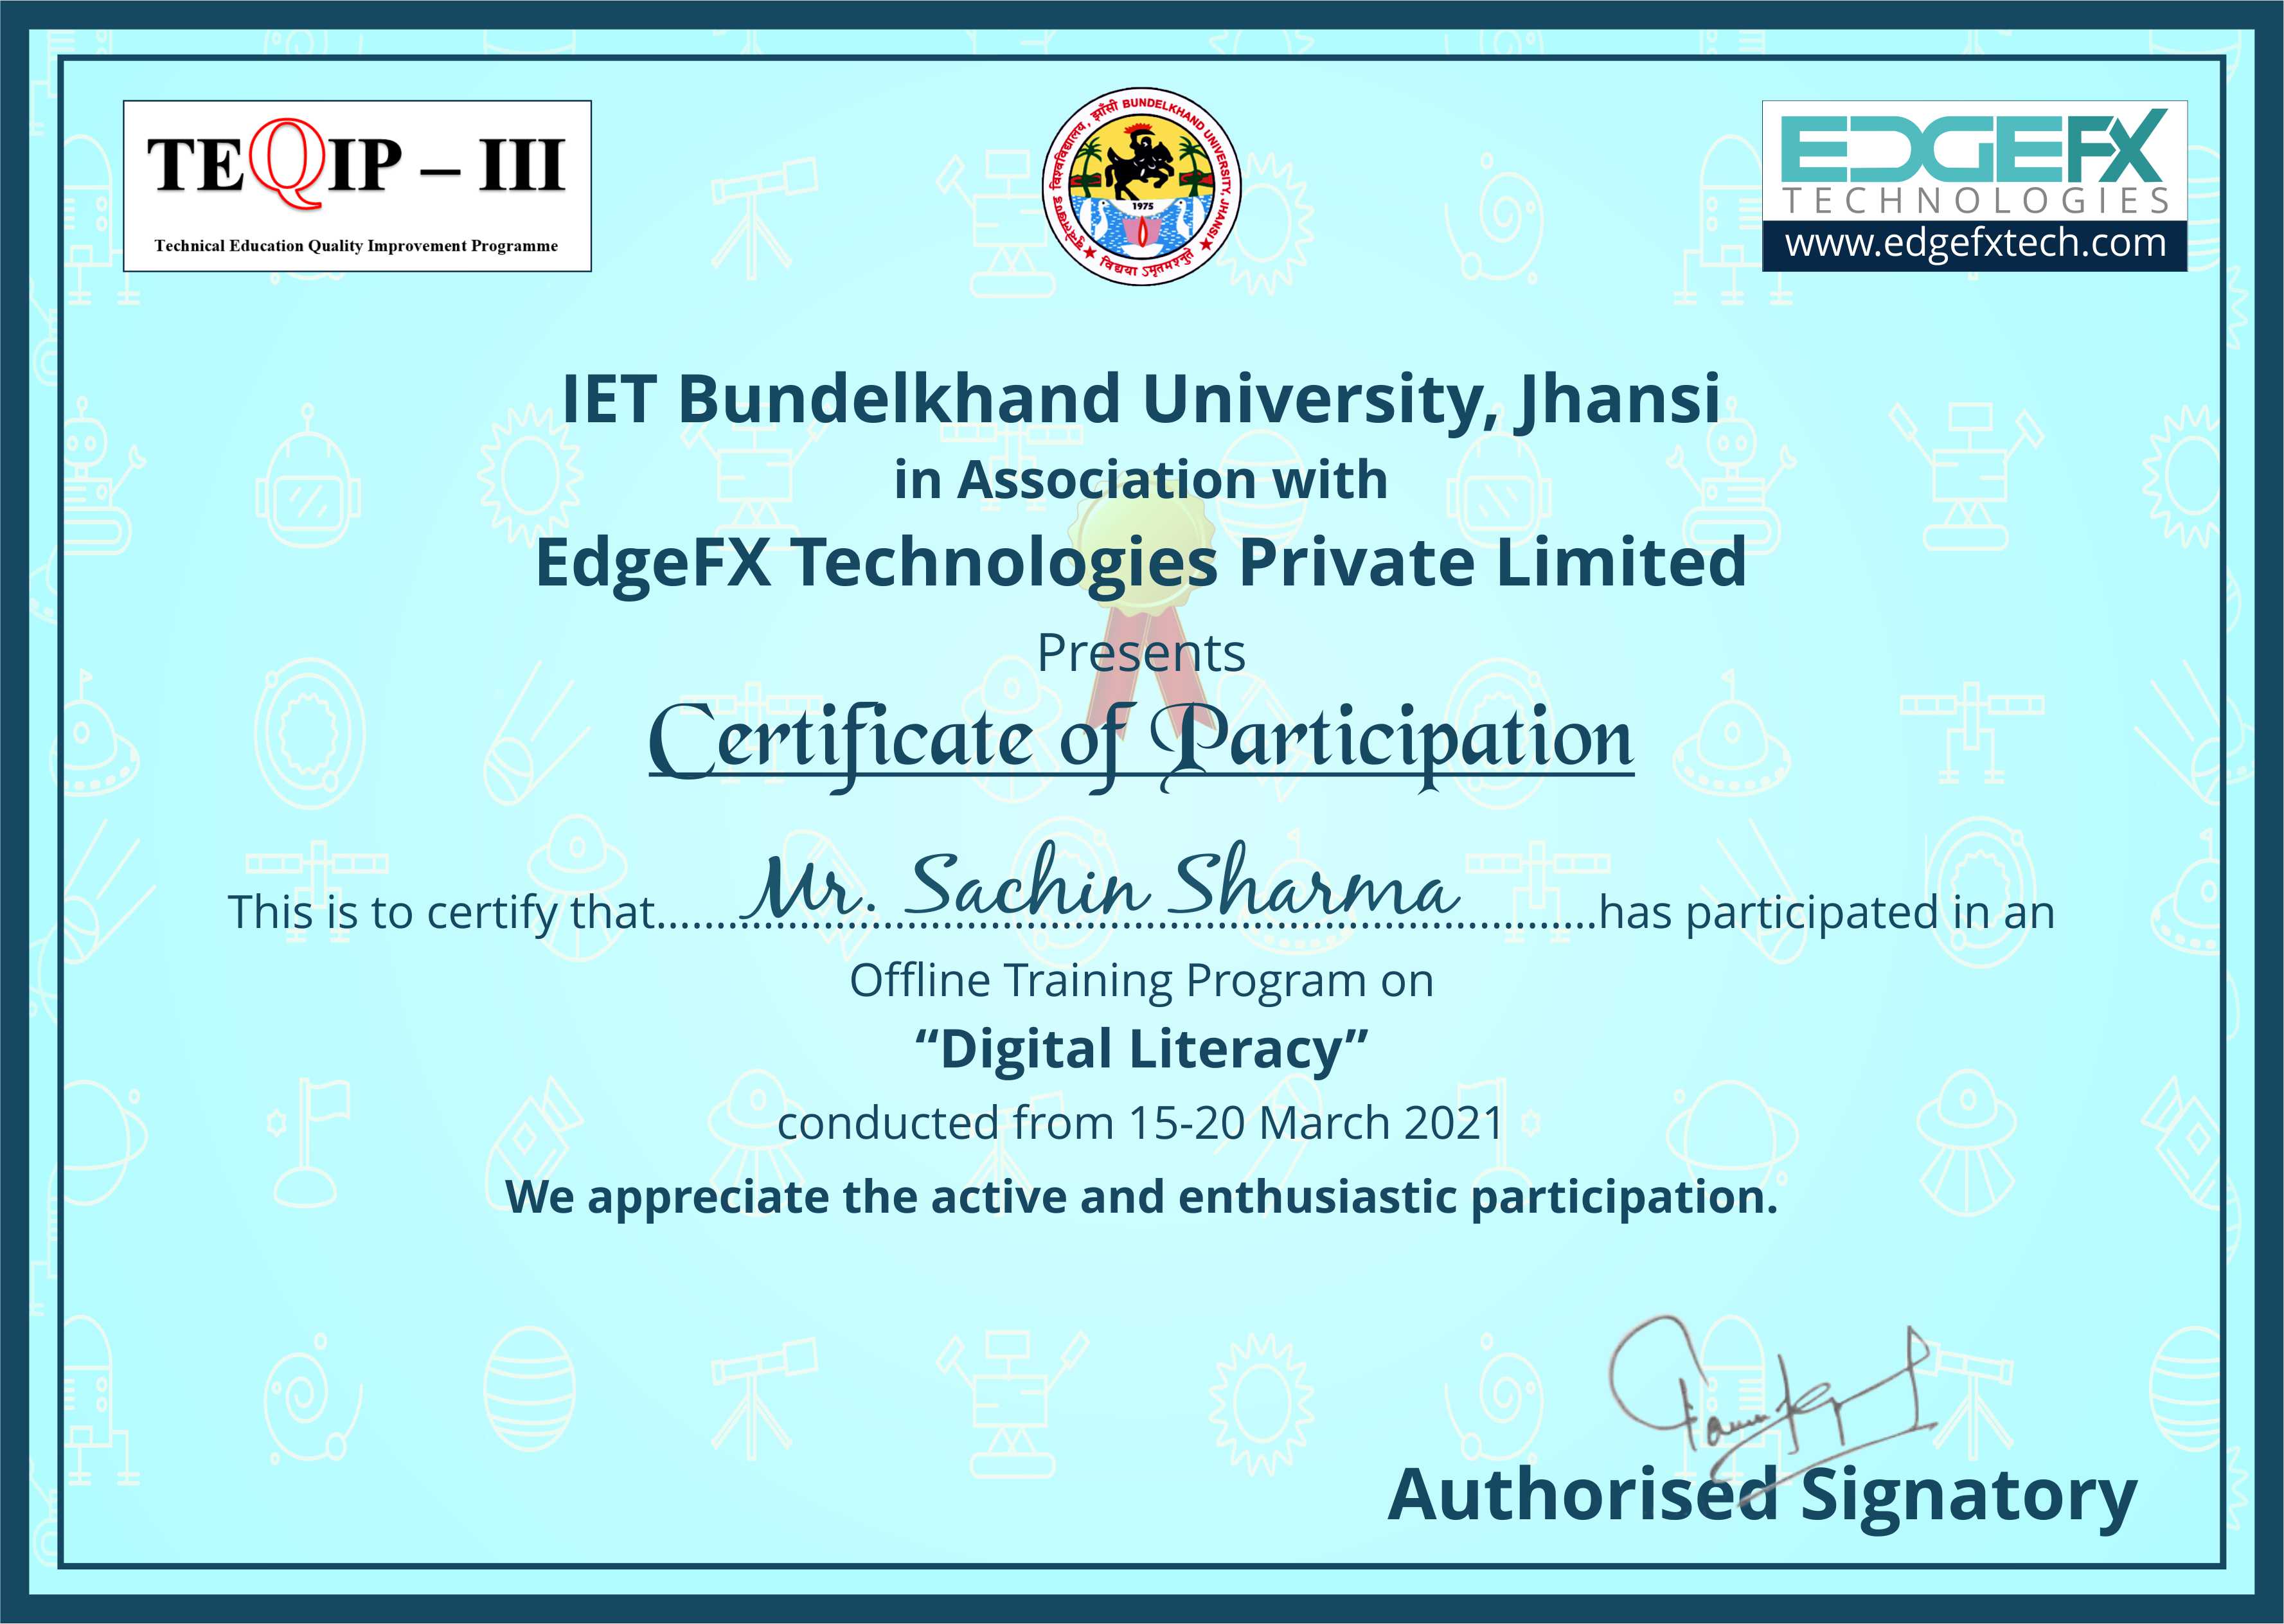 TEQIP – III
Technical Education Quality Improvement Programme
बुन्देलखण्ड विश्वविद्यालय, झाँसी BUNDELKHAND UNIVERSITY, JHANSI
1975
विद्यया ऽमृतमश्नुते
EDGEFX
TECHNOLOGIES
www.edgefxtech.com
IET Bundelkhand University, Jhansi
in Association with
EdgeFX Technologies Private Limited
Presents
Certificate of Participation
This is to certify that Mr. Sachin Sharma has participated in an
Offline Training Program on
“Digital Literacy”
conducted from 15-20 March 2021
We appreciate the active and enthusiastic participation.
Authorised Signatory